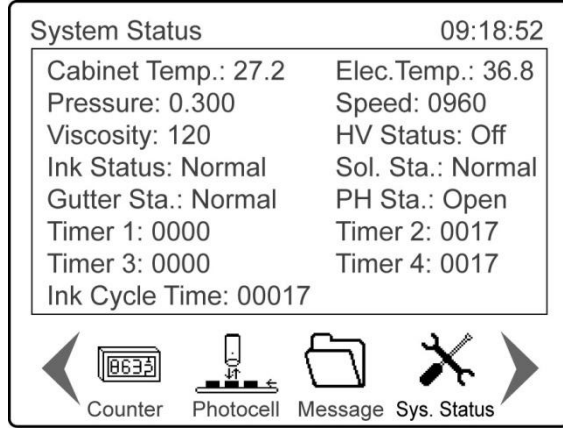 System Status 09:18:52
Cabinet Temp.: 27.2 Elec.Temp.: 36.8
Pressure: 0.300 Speed: 0960
Viscosity: 120 HV Status: Off
Ink Status: Normal Sol. Sta.: Normal
Gutter Sta.: Normal PH Sta.: Open
Timer 1: 0000 Timer 2: 0017
Timer 3: 0000 Timer 4: 0017
Ink Cycle Time: 00017
Counter Photocell Message Sys. Status